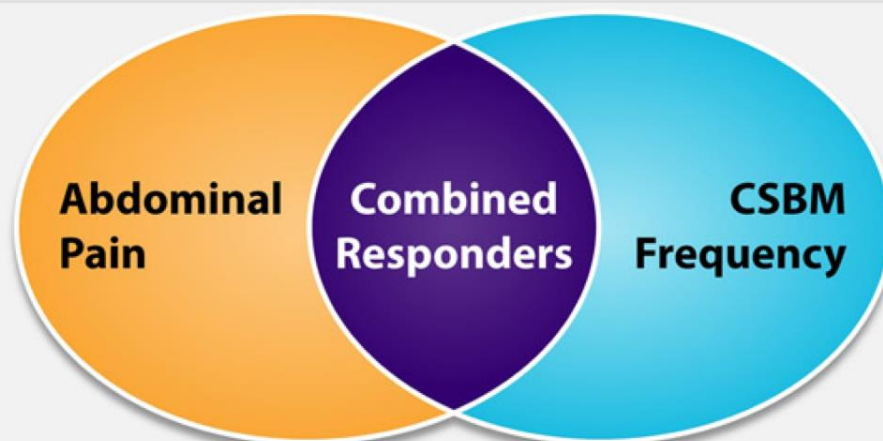 Abdominal
Pain
Combined
Responders
CSBM
Frequency